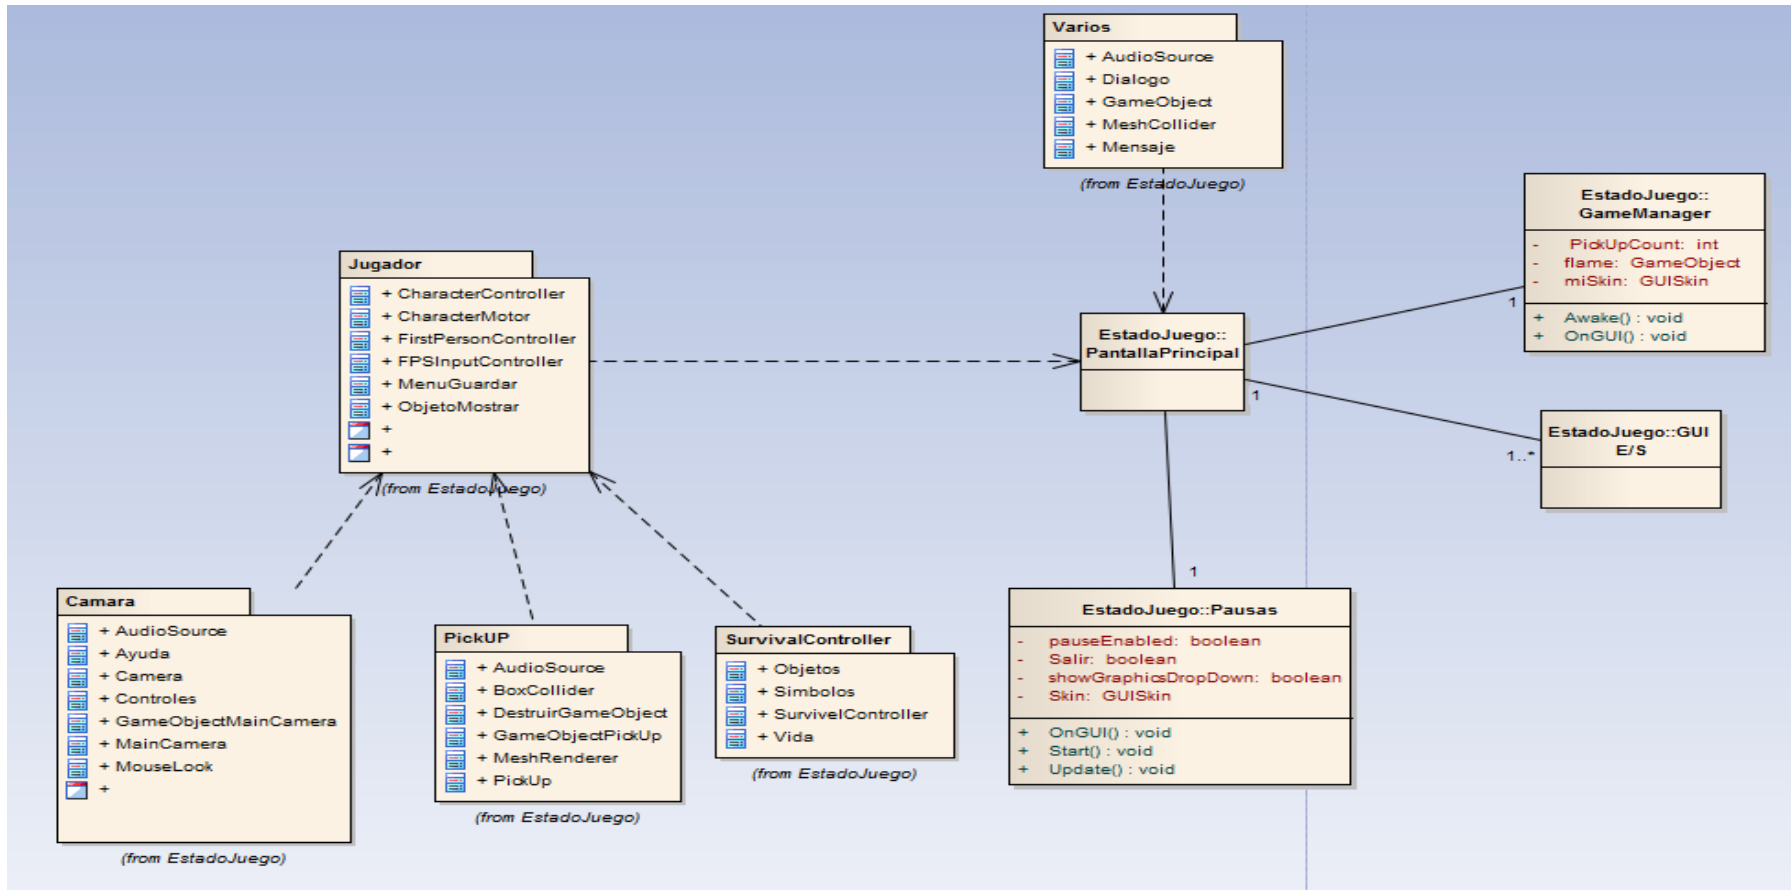 Varios
+ AudioSource
+ Dialogo
+ GameObject
+ MeshCollider
+ Mensaje
(from EstadoJuego)
EstadoJuego::
GameManager
- PickUpCount: int
- flame: GameObject
- miSkin: GUISkin
+ Awake() : void
+ OnGUI() : void
1
Jugador
+ CharacterController
+ CharacterMotor
+ FirstPersonController
+ FPSInputController
+ MenuGuardar
+ ObjetoMostrar
+
+
(from EstadoJuego)
EstadoJuego::
PantallaPrincipal
1
EstadoJuego::GUI
E/S
1..*
Camara
+ AudioSource
+ Ayuda
+ Camera
+ Controles
+ GameObjectMainCamera
+ MainCamera
+ MouseLook
+
(from EstadoJuego)
PickUP
+ AudioSource
+ BoxCollider
+ DestruirGameObject
+ GameObjectPickUp
+ MeshRenderer
+ PickUp
(from EstadoJuego)
SurvivalController
+ Objetos
+ Simbolos
+ SurvivelController
+ Vida
(from EstadoJuego)
1
EstadoJuego::Pausas
- pauseEnabled: boolean
- Salir: boolean
- showGraphicsDropDown: boolean
- Skin: GUISkin
+ OnGUI() : void
+ Start() : void
+ Update() : void